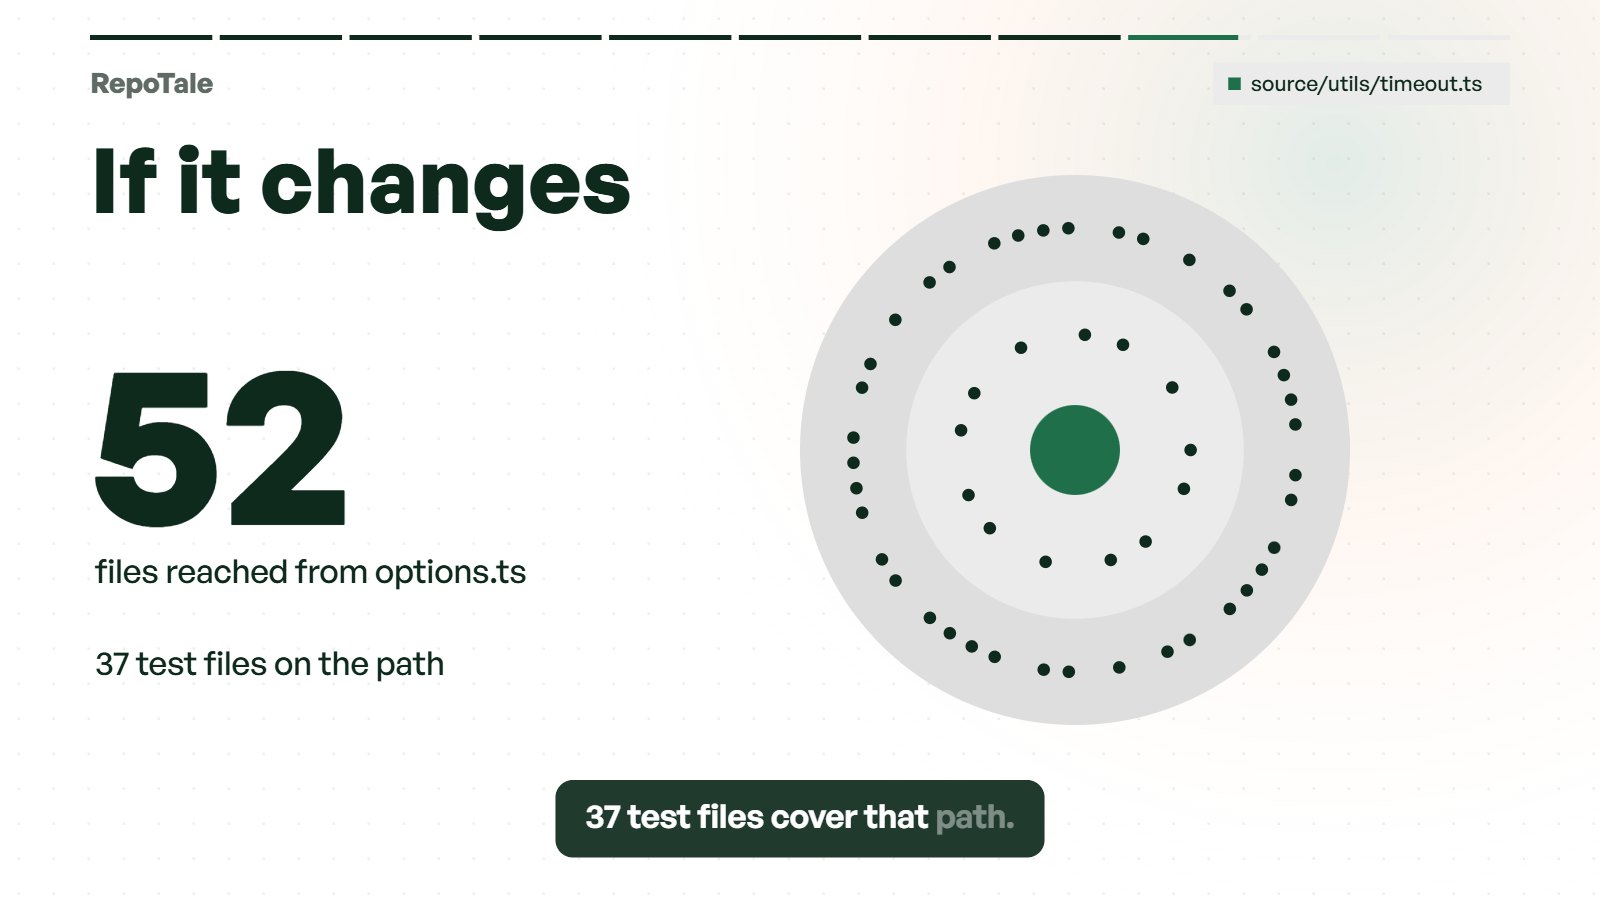 RepoTale
source/utils/timeout.ts
If it changes
52
files reached from options.ts
37 test files on the path
37 test files cover that path.